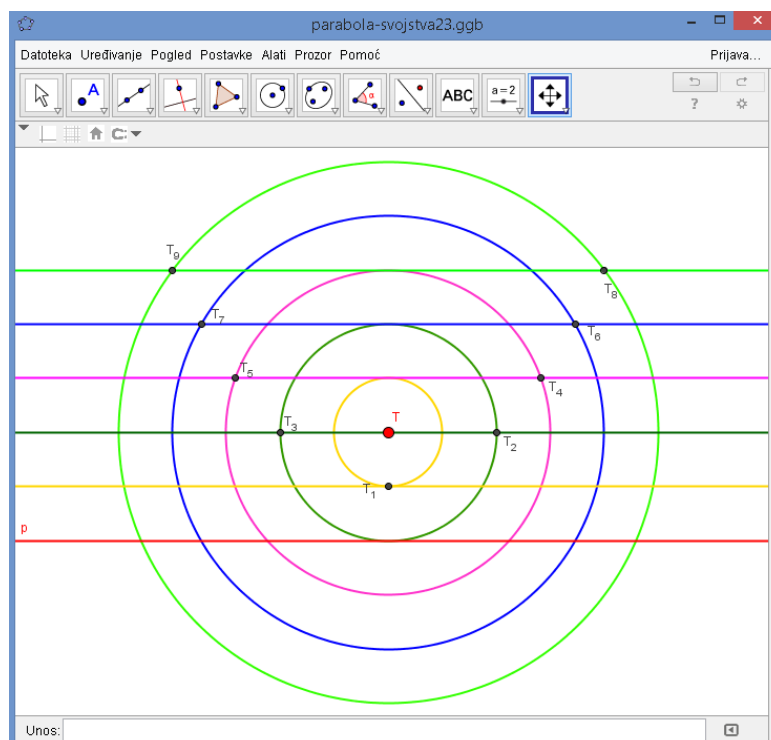 parabola-svojstva23.ggb
Datoteka Uređivanje Pogled Postavke Alati Prozor Pomoć Prijava...
A α ABC a=2
?
T₉
T₈
T₇
T₆
T₅
T₄
T
T₃
T₂
T₁
p
Unos: